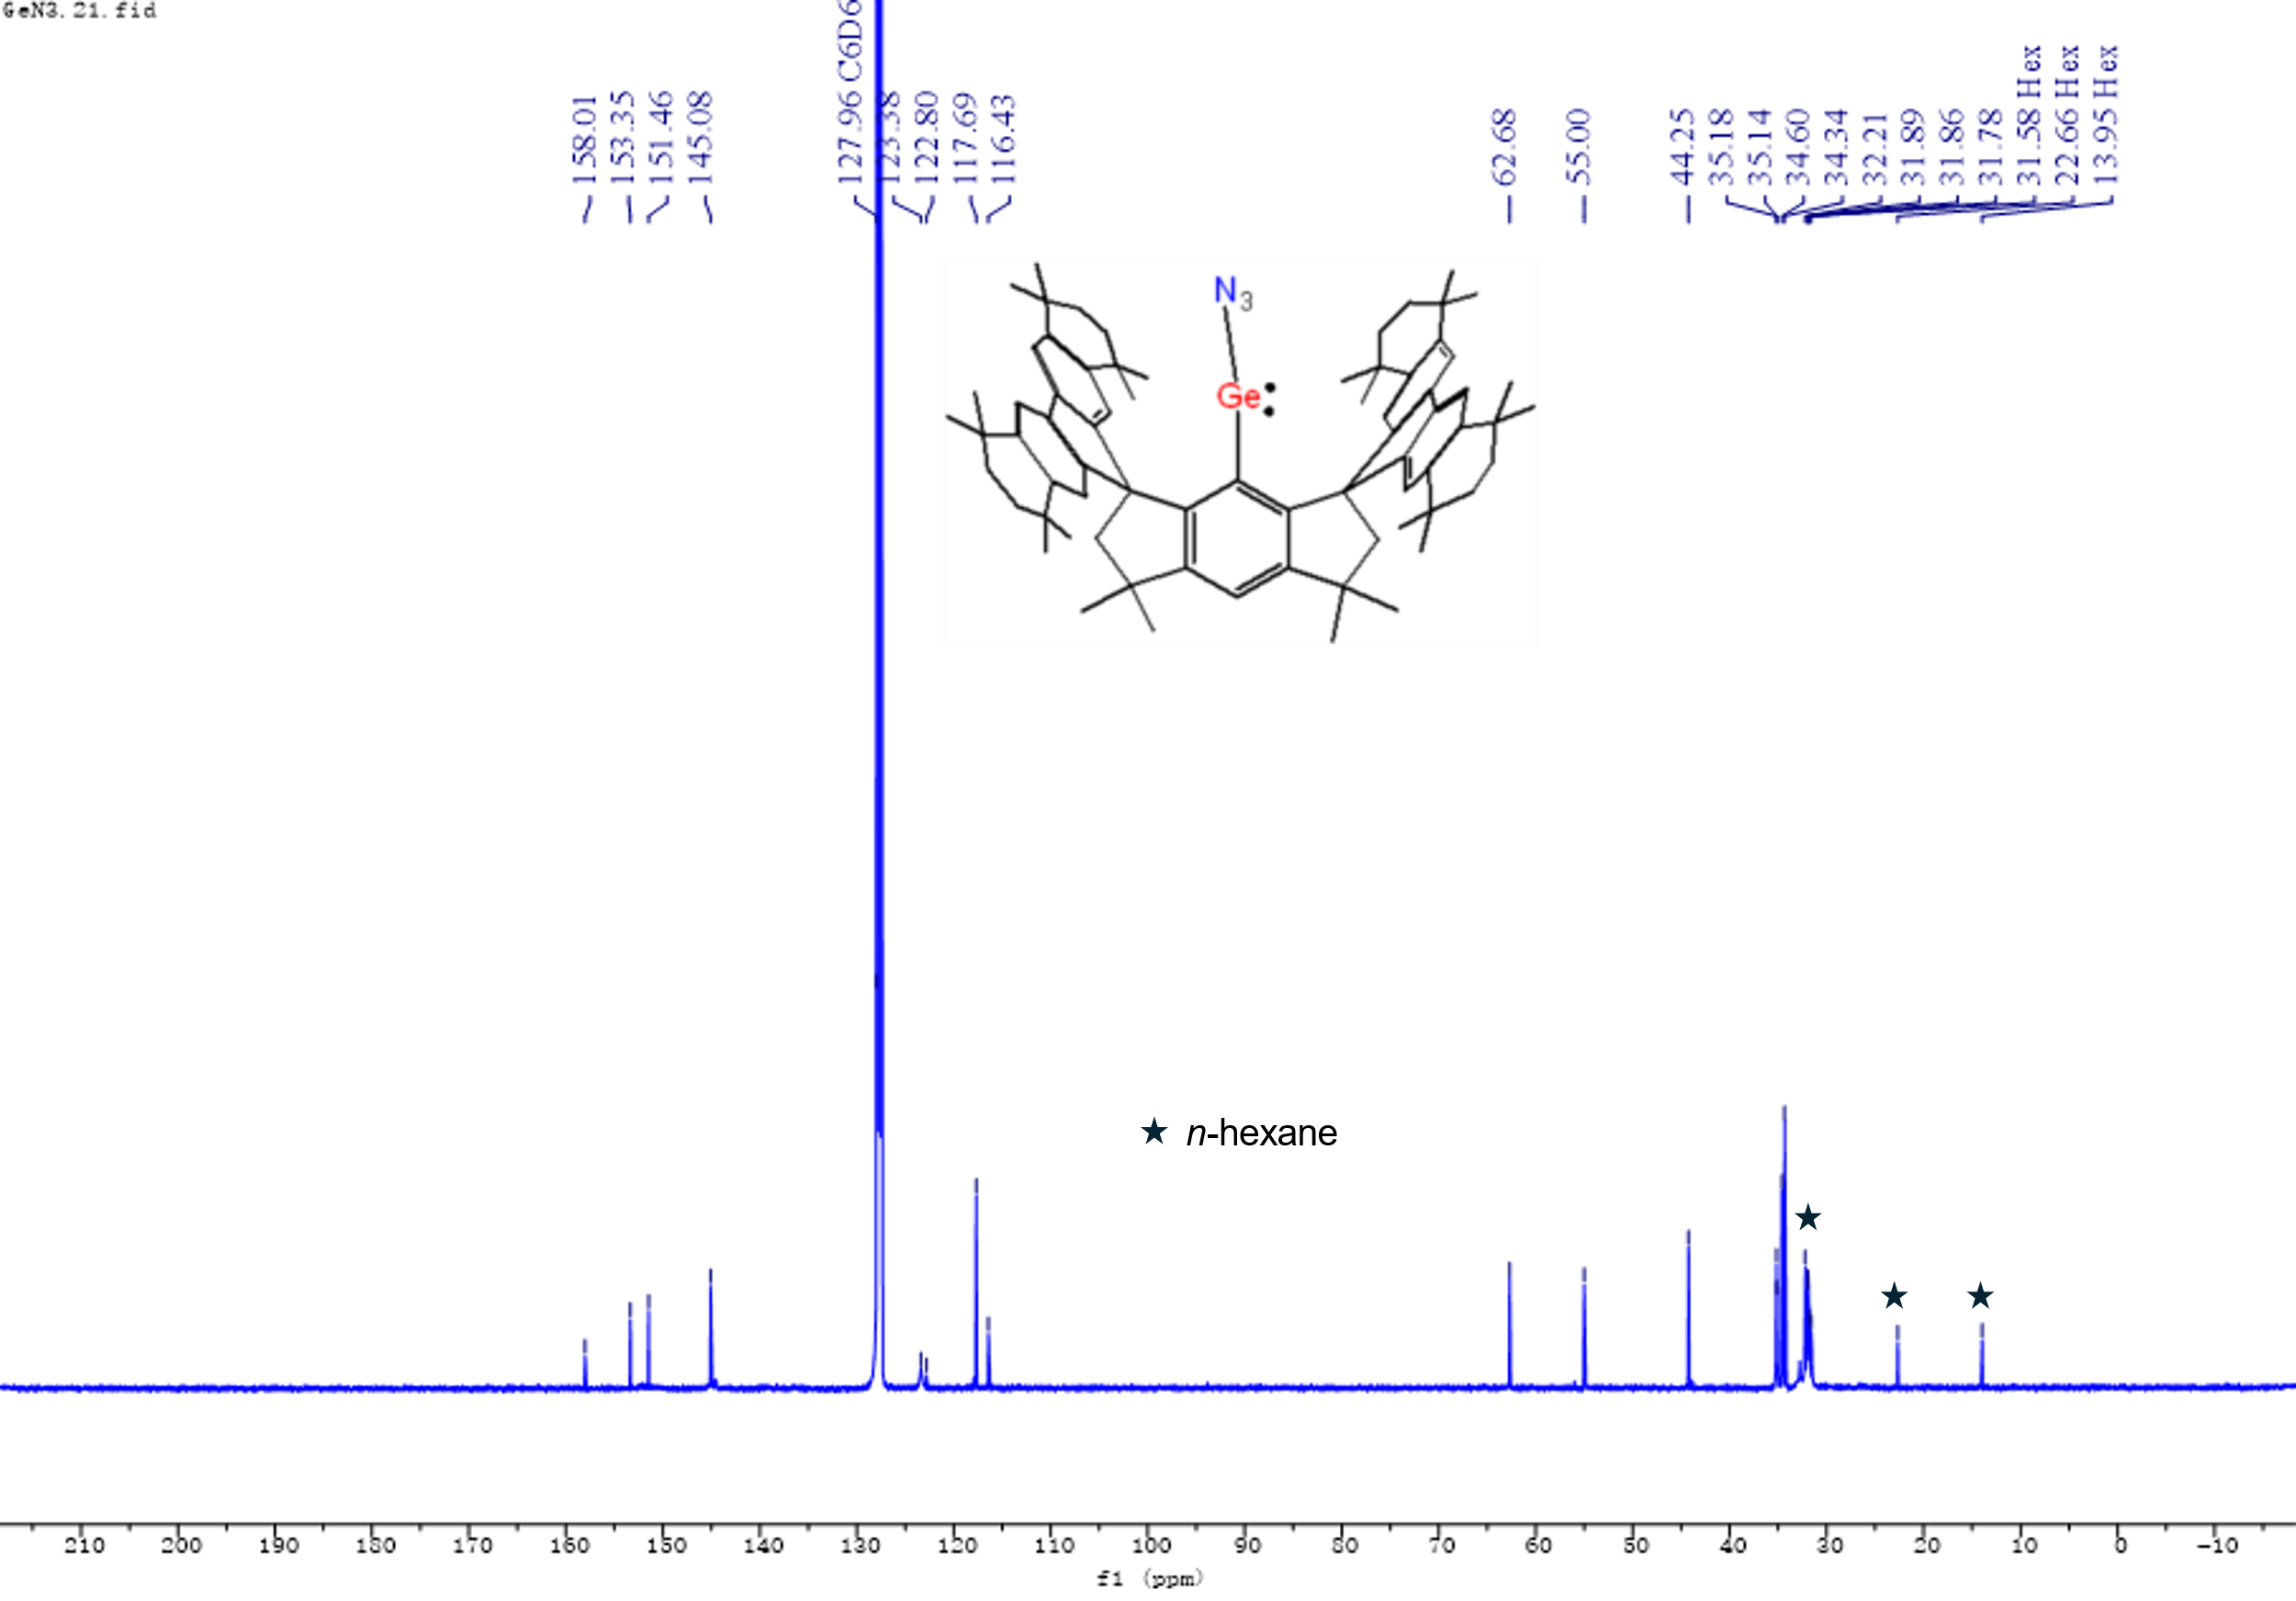 GeN3.21.fid
158.01
153.35
151.46
145.08
127.96 C6D6
123.38
122.80
117.69
116.43
62.68
55.00
44.25
35.18
35.14
34.60
34.34
32.21
31.89
31.86
31.78
31.58 Hex
22.66 Hex
13.95 Hex
N3
Ge:
★ n-hexane
210 200 190 180 170 160 150 140 130 120 110 100 90 80 70 60 50 40 30 20 10 0 -10
f1 (ppm)